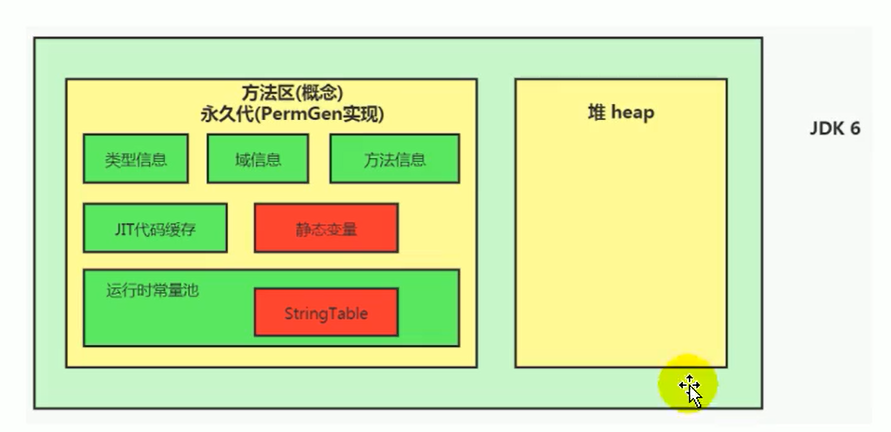 方法区(概念)
永久代(PermGen实现)
类型信息
域信息
方法信息
JIT代码缓存
静态变量
运行时常量池
StringTable
堆 heap
JDK 6